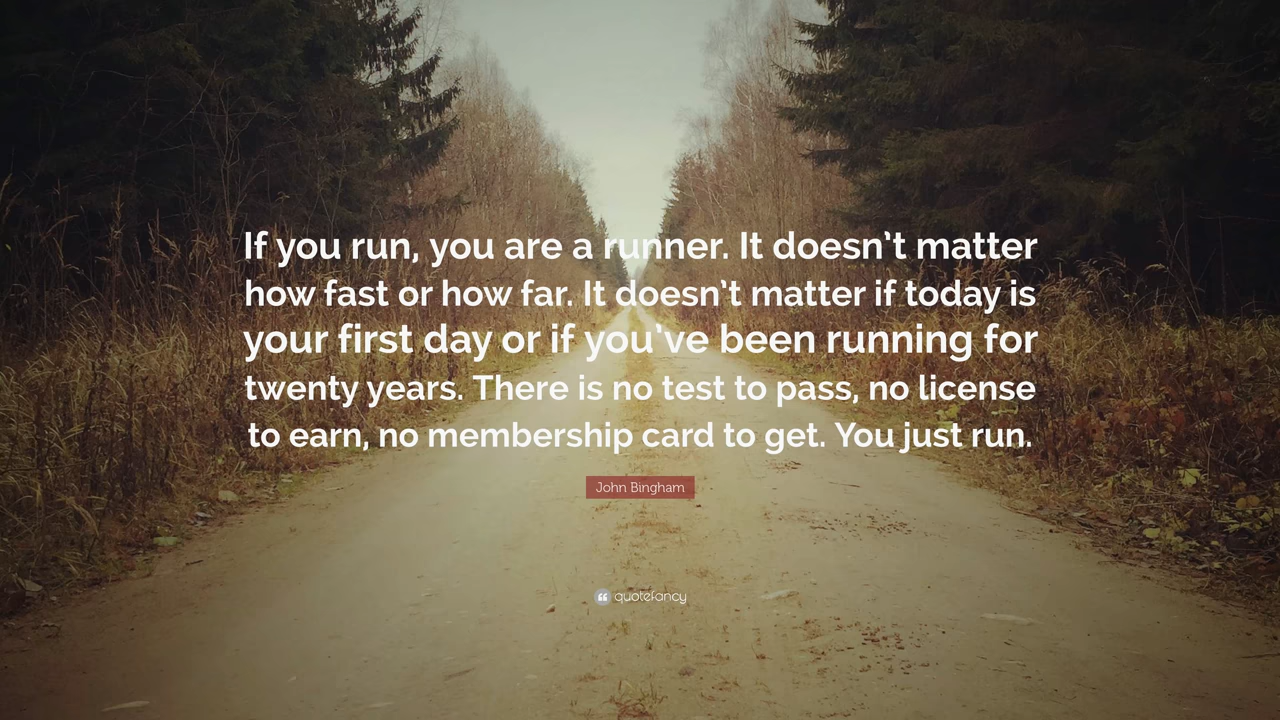 If you run, you are a runner. It doesn’t matter
how fast or how far. It doesn’t matter if today is
your first day or if you’ve been running for
twenty years. There is no test to pass, no license
to earn, no membership card to get. You just run.
John Bingham
quotefancy